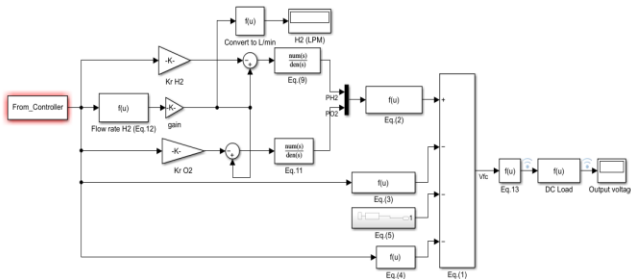 f(u)
Convert to L/min
H2 (LPM)
-K-
Kr H2
num(s)
den(s)
Eq.(9)
From_Controller
f(u)
Flow rate H2 (Eq.12)
-K-
gain
PH2
PO2
f(u)
Eq.(2)
-K-
Kr O2
num(s)
den(s)
Eq.11
f(u)
Eq.(3)
Eq.(5)
f(u)
Eq.(4)
Eq.(1)
Vfc
f(u)
Eq.13
f(u)
DC Load
Output voltag